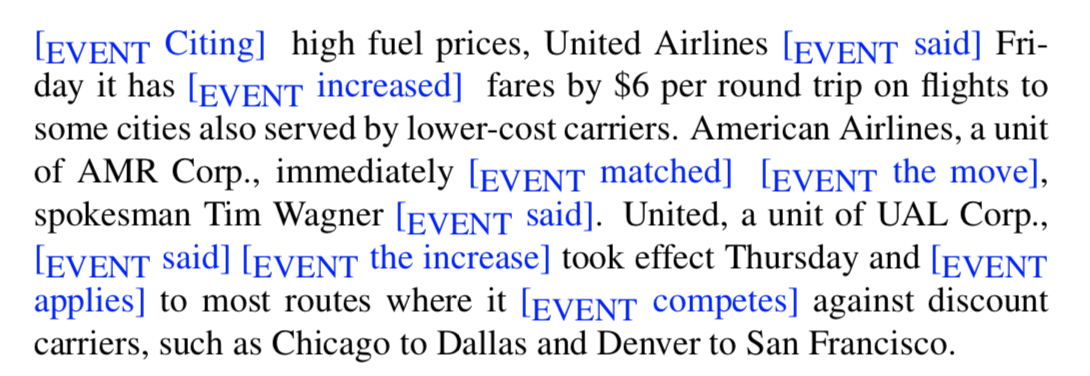 [EVENT Citing] high fuel prices, United Airlines [EVENT said] Fri-
day it has [EVENT increased] fares by $6 per round trip on flights to
some cities also served by lower-cost carriers. American Airlines, a unit
of AMR Corp., immediately [EVENT matched] [EVENT the move],
spokesman Tim Wagner [EVENT said]. United, a unit of UAL Corp.,
[EVENT said] [EVENT the increase] took effect Thursday and [EVENT
applies] to most routes where it [EVENT competes] against discount
carriers, such as Chicago to Dallas and Denver to San Francisco.